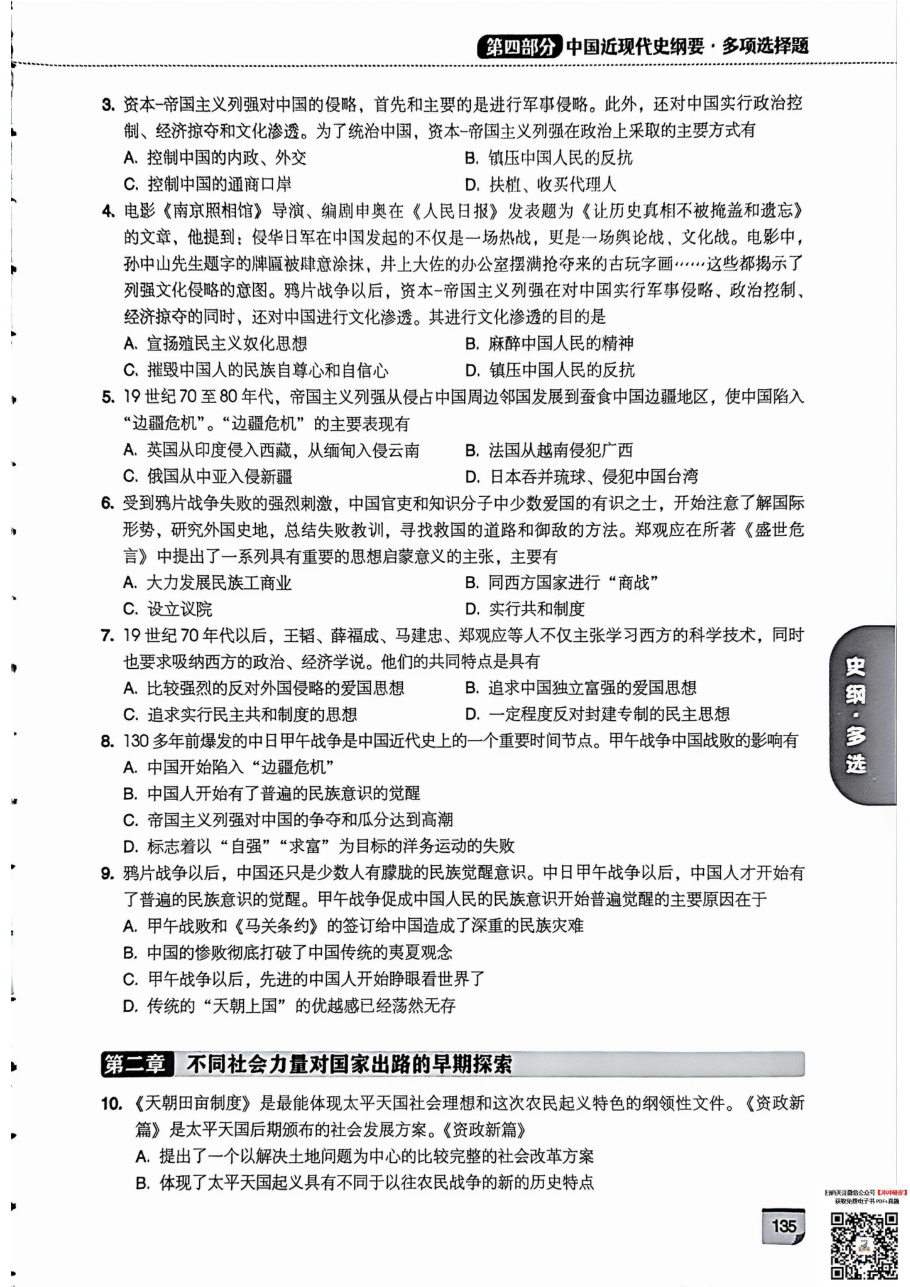 第四部分 中国近现代史纲要·多项选择题
3. 资本-帝国主义列强对中国的侵略，首先和主要的是进行军事侵略。此外，还对中国实行政治控
制、经济掠夺和文化渗透。为了统治中国，资本-帝国主义列强在政治上采取的主要方式有
A. 控制中国的内政、外交 B. 镇压中国人民的反抗
C. 控制中国的通商口岸 D. 扶植、收买代理人
4. 电影《南京照相馆》导演、编剧申奥在《人民日报》发表题为《让历史真相不被掩盖和遗忘》
的文章，他提到：侵华日军在中国发起的不仅是一场热战，更是一场舆论战、文化战。电影中，
孙中山先生题字的牌匾被肆意涂抹，井上大佐的办公室摆满抢夺来的古玩字画……这些都揭示了
列强文化侵略的意图。鸦片战争以后，资本-帝国主义列强在对中国实行军事侵略、政治控制、
经济掠夺的同时，还对中国进行文化渗透。其进行文化渗透的目的是
A. 宣扬殖民主义奴化思想 B. 麻醉中国人民的精神
C. 摧毁中国人的民族自尊心和自信心 D. 镇压中国人民的反抗
5. 19世纪70至80年代，帝国主义列强从侵占中国周边邻国发展到蚕食中国边疆地区，使中国陷入
“边疆危机”。“边疆危机”的主要表现有
A. 英国从印度侵入西藏，从缅甸入侵云南 B. 法国从越南侵犯广西
C. 俄国从中亚入侵新疆 D. 日本吞并琉球、侵犯中国台湾
6. 受到鸦片战争失败的强烈刺激，中国官吏和知识分子中少数爱国的有识之士，开始注意了解国际
形势，研究外国史地，总结失败教训，寻找救国的道路和御敌的方法。郑观应在所著《盛世危
言》中提出了一系列具有重要的思想启蒙意义的主张，主要有
A. 大力发展民族工商业 B. 同西方国家进行“商战”
C. 设立议院 D. 实行共和制度
7. 19世纪70年代以后，王韬、薛福成、马建忠、郑观应等人不仅主张学习西方的科学技术，同时
也要求吸纳西方的政治、经济学说。他们的共同特点是具有
A. 比较强烈的反对外国侵略的爱国思想 B. 追求中国独立富强的爱国思想
C. 追求实行民主共和制度的思想 D. 一定程度反对封建专制的民主思想
8. 130多年前爆发的中日甲午战争是中国近代史上的一个重要时间节点。甲午战争中国战败的影响有
A. 中国开始陷入“边疆危机”
B. 中国人开始有了普遍的民族意识的觉醒
C. 帝国主义列强对中国的争夺和瓜分达到高潮
D. 标志着以“自强”“求富”为目标的洋务运动的失败
9. 鸦片战争以后，中国还只是少数人有朦胧的民族觉醒意识。中日甲午战争以后，中国人才开始有
了普遍的民族意识的觉醒。甲午战争促成中国人民的民族意识开始普遍觉醒的主要原因在于
A. 甲午战败和《马关条约》的签订给中国造成了深重的民族灾难
B. 中国的惨败彻底打破了中国传统的夷夏观念
C. 甲午战争以后，先进的中国人开始睁眼看世界了
D. 传统的“天朝上国”的优越感已经荡然无存
第二章 不同社会力量对国家出路的早期探索
10. 《天朝田亩制度》是最能体现太平天国社会理想和这次农民起义特色的纲领性文件。《资政新
篇》是太平天国后期颁布的社会发展方案。《资政新篇》
A. 提出了一个以解决土地问题为中心的比较完整的社会改革方案
B. 体现了太平天国起义具有不同于以往农民战争的新的历史特点
史纲·多选
135
扫码关注微信公众号【冲冲研资】
获取免费电子书PDF+真题